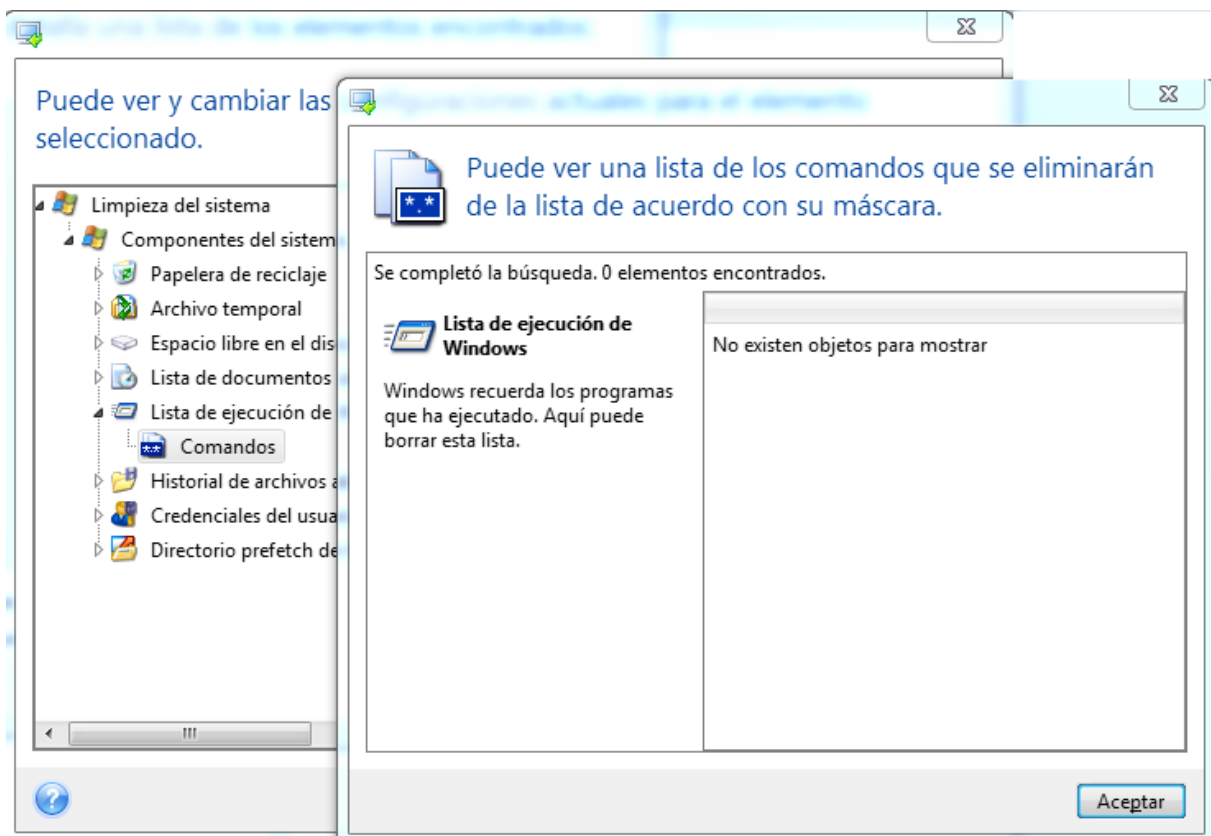 Puede ver y cambiar las
seleccionado.
Limpieza del sistema
Componentes del sistem
Papelera de reciclaje
Archivo temporal
Espacio libre en el dis
Lista de documentos
Lista de ejecución de
Comandos
Historial de archivos a
Credenciales del usua
Directorio prefetch de
Puede ver una lista de los comandos que se eliminarán
de la lista de acuerdo con su máscara.
*.*
Se completó la búsqueda. 0 elementos encontrados.
Lista de ejecución de
Windows
Windows recuerda los programas
que ha ejecutado. Aquí puede
borrar esta lista.
No existen objetos para mostrar
Aceptar